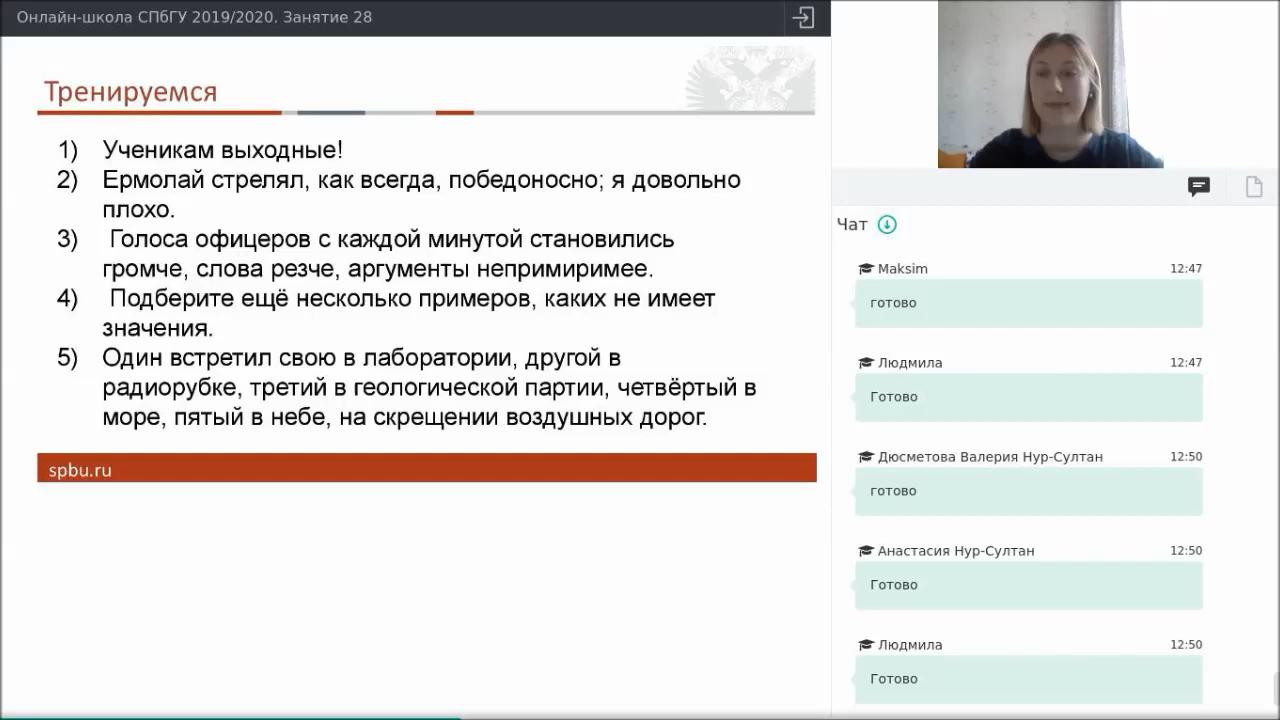 Онлайн-школа СПбГУ 2019/2020. Занятие 28
Тренируемся
1) Ученикам выходные!
2) Ермолай стрелял, как всегда, победоносно; я довольно
плохо.
3) Голоса офицеров с каждой минутой становились
громче, слова резче, аргументы непримиримее.
4) Подберите ещё несколько примеров, каких не имеет
значения.
5) Один встретил свою в лаборатории, другой в
радиорубке, третий в геологической партии, четвёртый в
море, пятый в небе, на скрещении воздушных дорог.
spbu.ru
Чат
Maksim 12:47
готово
Людмила 12:47
Готово
Дюсметова Валерия Нур-Султан 12:50
готово
Анастасия Нур-Султан 12:50
Готово
Людмила 12:50
Готово